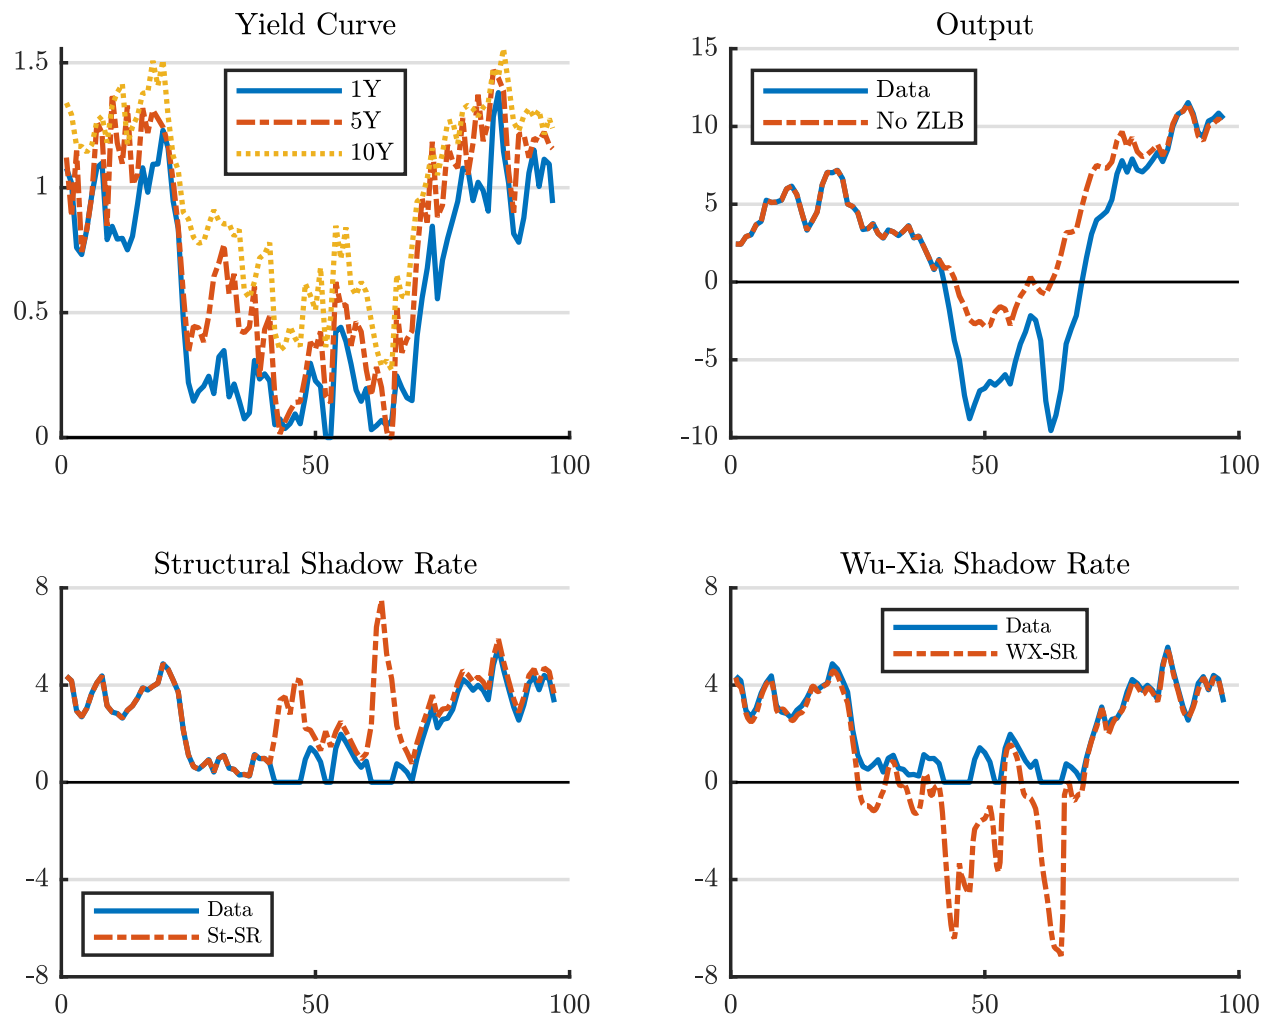 Yield Curve
1.5
1
0.5
0
0
50
100
1Y
5Y
10Y
Output
15
10
5
0
-5
-10
0
50
100
Data
No ZLB
Structural Shadow Rate
8
4
0
-4
-8
0
50
100
Data
St-SR
Wu-Xia Shadow Rate
8
4
0
-4
-8
0
50
100
Data
WX-SR